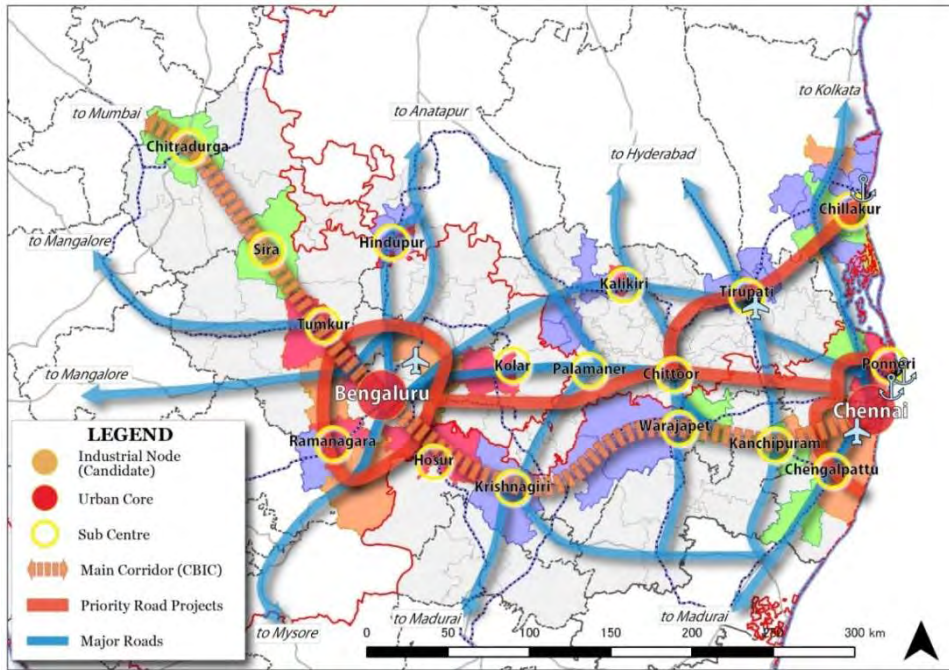 to Kolkata
to Mumbai
to Anatapur
Chitradurga
to Hyderabad
Chillakur
to Mangalore
Sira
Hindupur
Kalikiri
Tirupati
Tumkur
Kolar
Palamaner
Chittoor
Ponneri
to Mangalore
Bengaluru
Chennai
Warajapet
Ramanagara
Kanchipuram
Hosur
Chengalpattu
Krishnagiri
LEGEND
Industrial Node
(Candidate)
Urban Core
Sub Centre
Main Corridor (CBIC)
Priority Road Projects
Major Roads
to Mysore
to Madurai
to Madurai
0 50 100 150 200 250 300 km